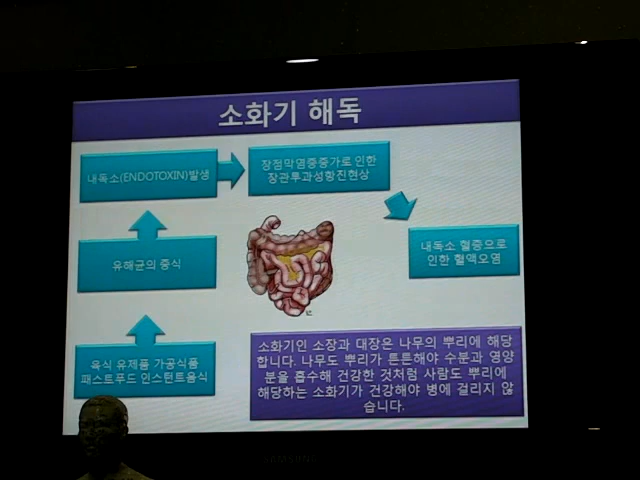 소화기 해독
내독소(ENDOTOXIN)발생
장점막염증증가로 인한
장관투과성항진현상
유해균의 증식
내독소 혈증으로
인한 혈액오염
육식 유제품 가공식품
패스트푸드 인스턴트음식
소화기인 소장과 대장은 나무의 뿌리에 해당
합니다. 나무도 뿌리가 튼튼해야 수분과 영양
분을 흡수해 건강한 것처럼 사람도 뿌리에
해당하는 소화기가 건강해야 병에 걸리지 않
습니다.
SAMSUNG